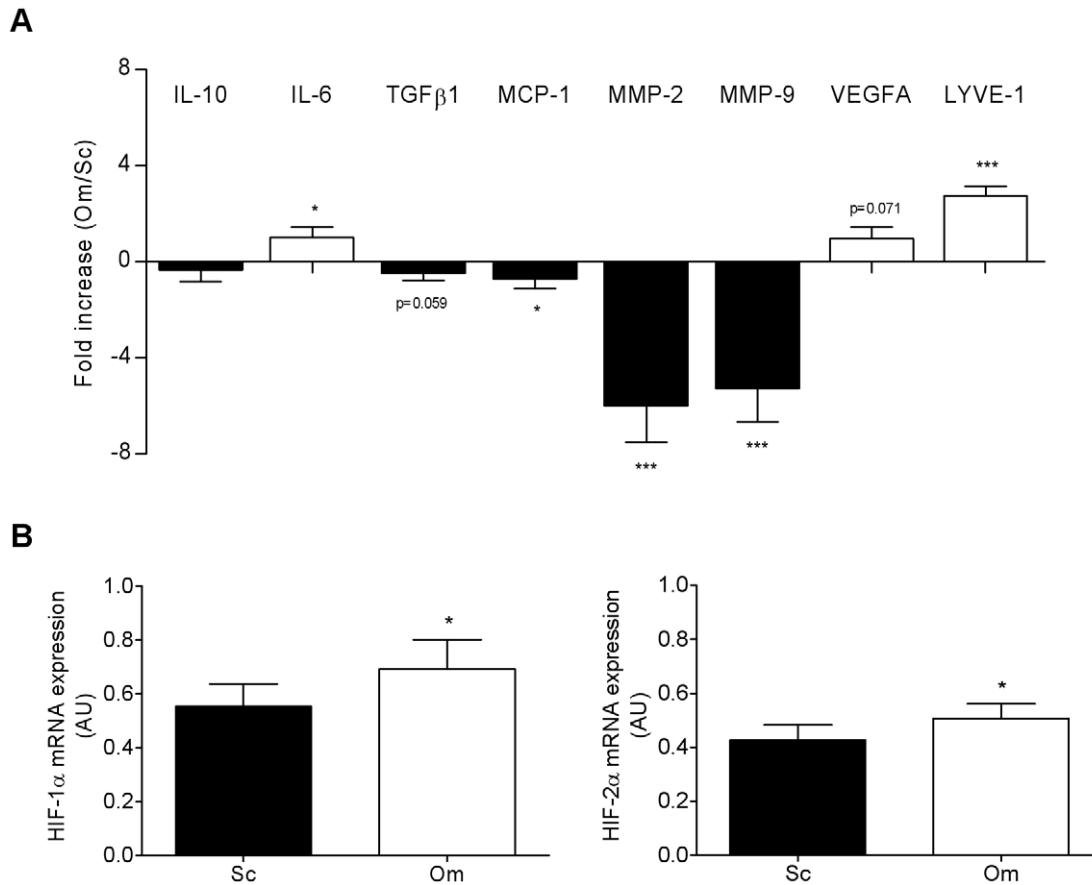 A
8
IL-10 IL-6 TGFβ1 MCP-1 MMP-2 MMP-9 VEGFA LYVE-1
Fold increase (Om/Sc)
4
0
-4
-8
* p=0.059 * *** *** p=0.071 ***
B
HIF-1α mRNA expression
(AU)
1.0
0.8
0.6
0.4
0.2
0.0
*
Sc Om
HIF-2α mRNA expression
(AU)
1.0
0.8
0.6
0.4
0.2
0.0
*
Sc Om